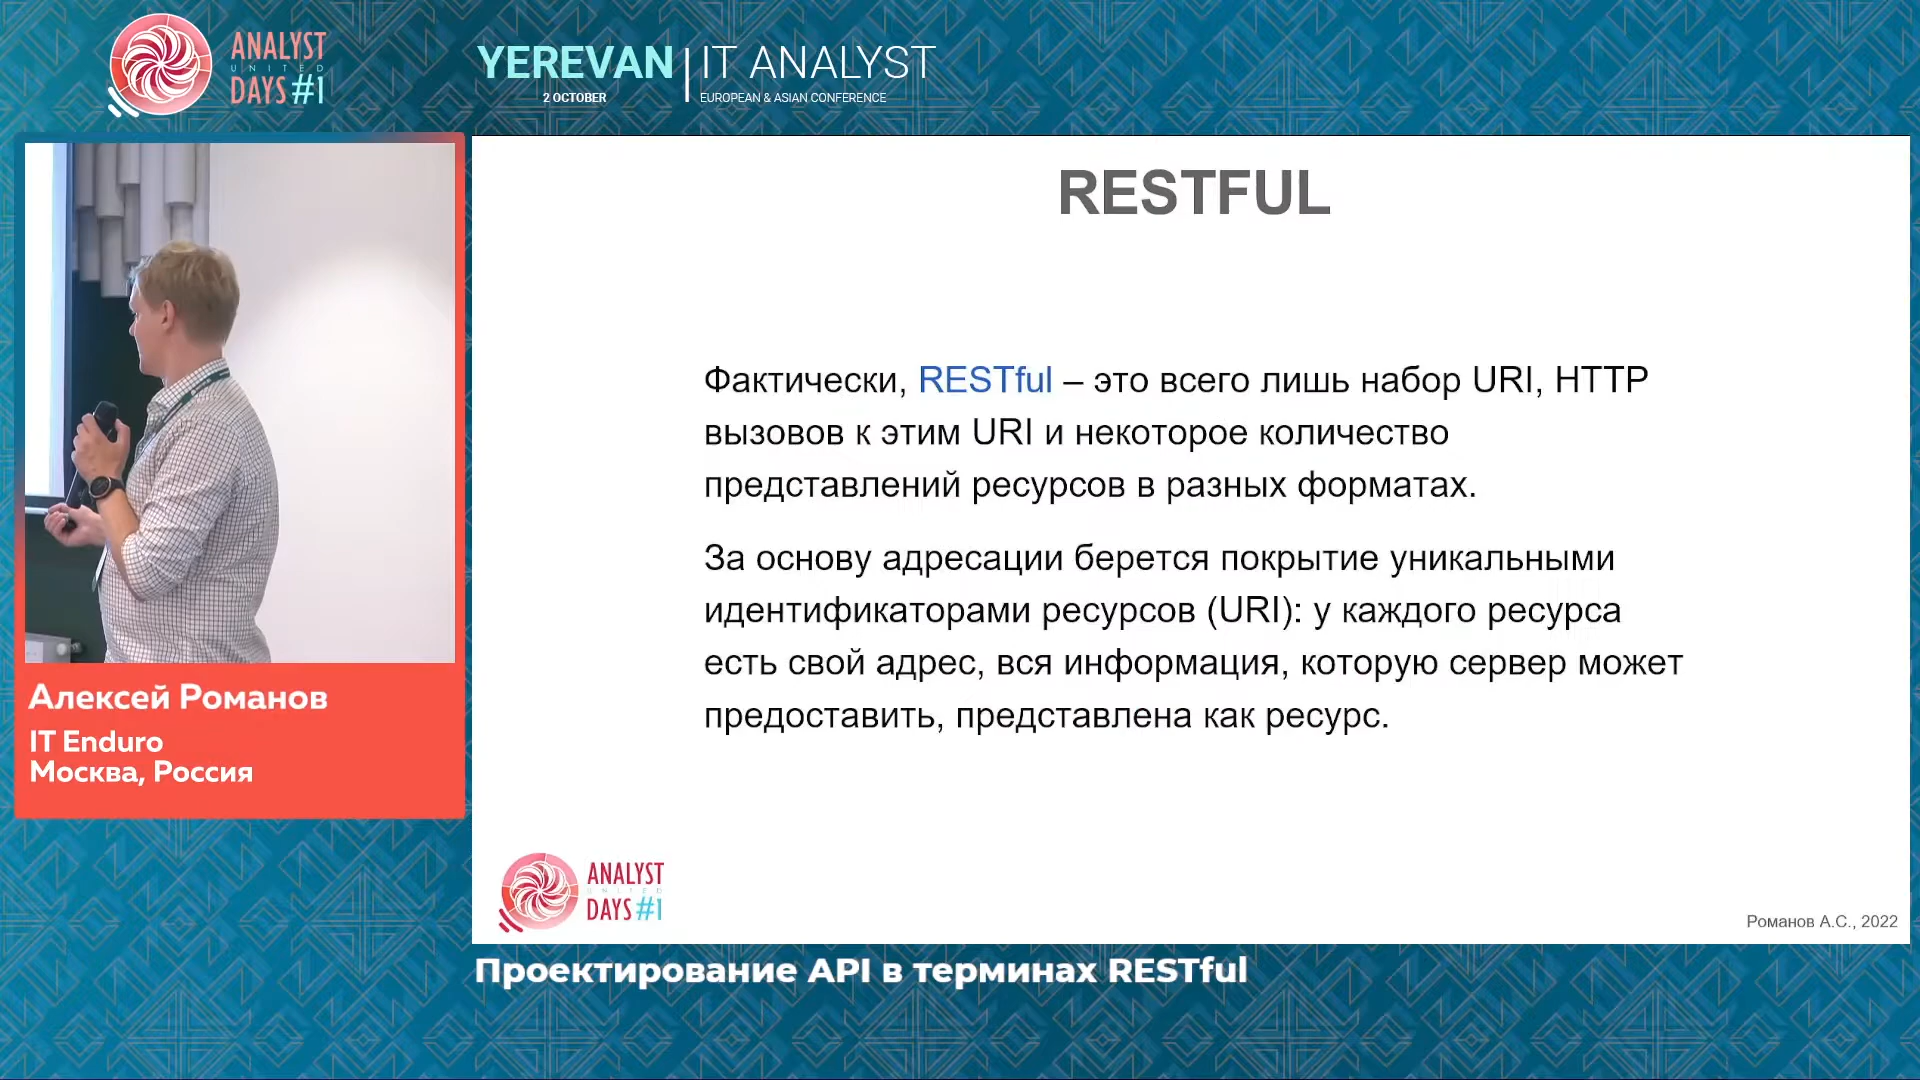 ANALYST
UNITED
DAYS #1
YEREVAN
2 OCTOBER
IT ANALYST
EUROPEAN & ASIAN CONFERENCE
RESTFUL
Фактически, RESTful – это всего лишь набор URI, HTTP
вызовов к этим URI и некоторое количество
представлений ресурсов в разных форматах.
За основу адресации берется покрытие уникальными
идентификаторами ресурсов (URI): у каждого ресурса
есть свой адрес, вся информация, которую сервер может
предоставить, представлена как ресурс.
Алексей Романов
IT Enduro
Москва, Россия
ANALYST
UNITED
DAYS #1
Романов А.С., 2022
Проектирование API в терминах RESTful